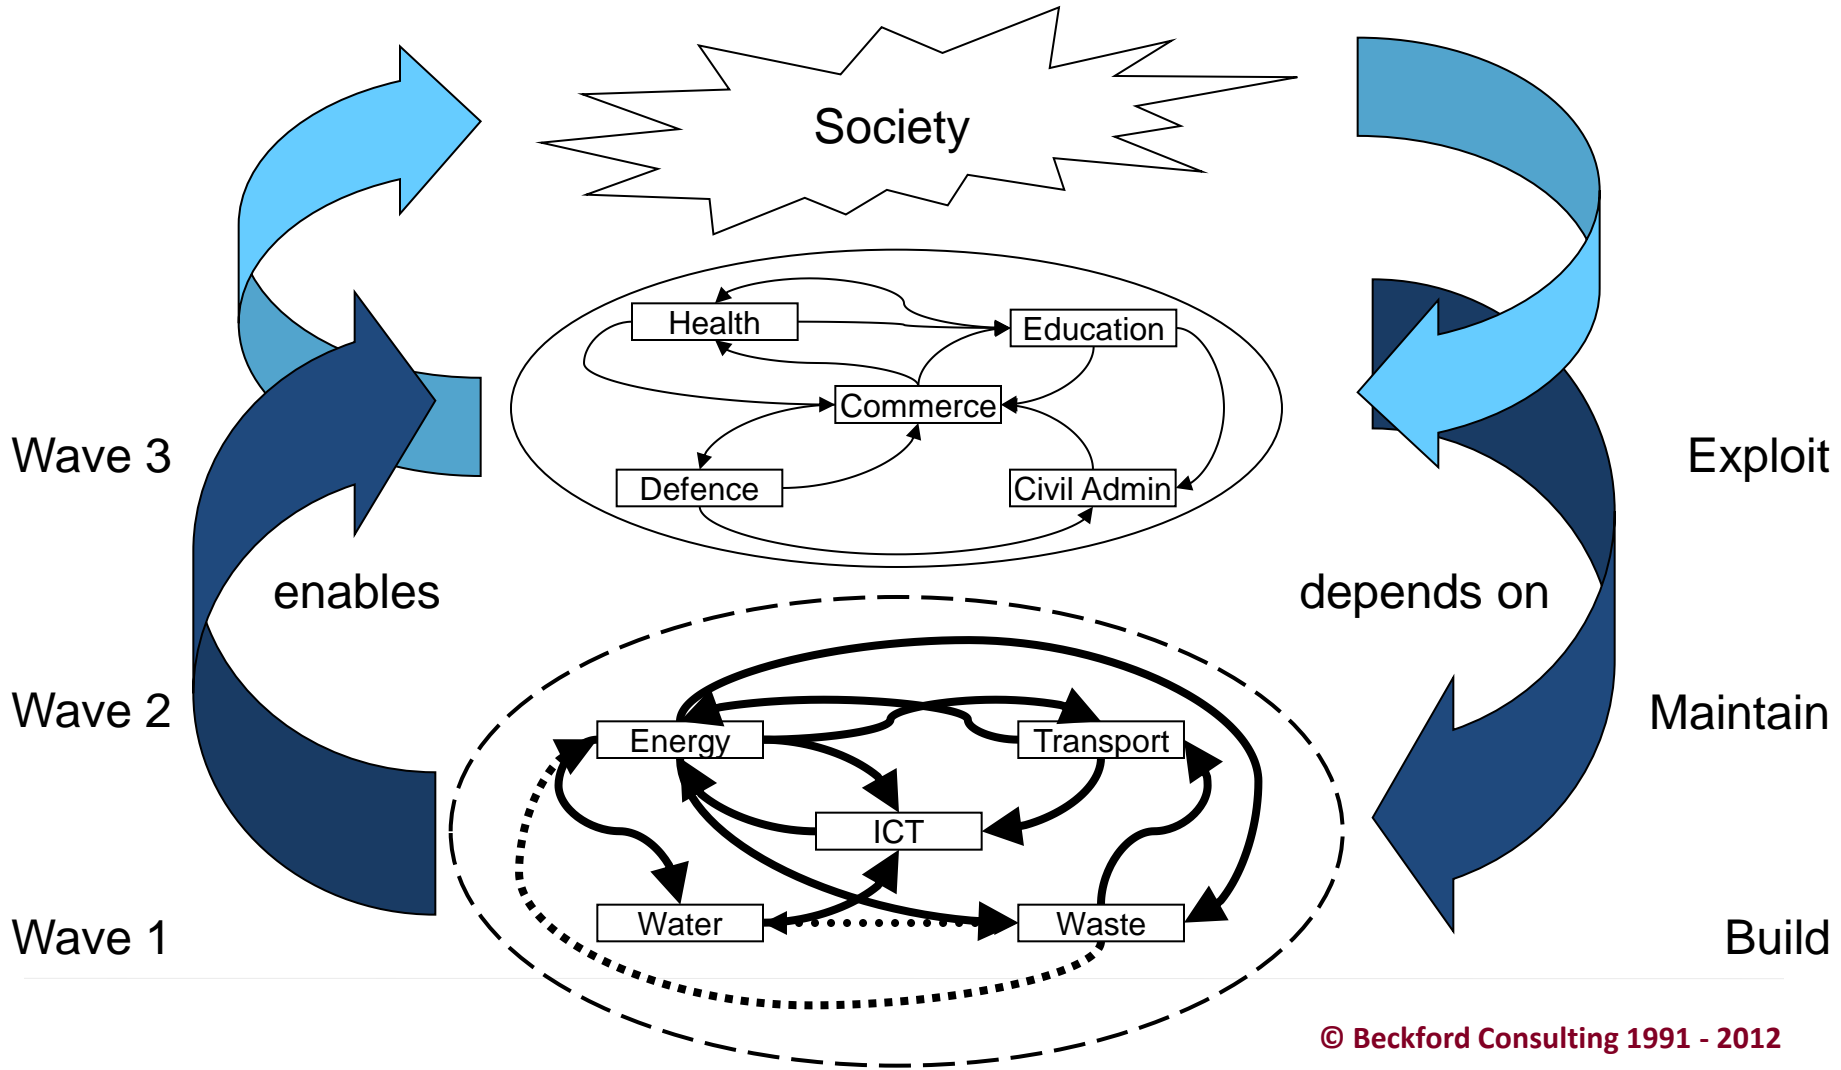 Society
Health
Education
Commerce
Wave 3
Exploit
Defence
Civil Admin
enables
depends on
Wave 2
Maintain
Energy
Transport
ICT
Water
Waste
Wave 1
Build
© Beckford Consulting 1991 - 2012